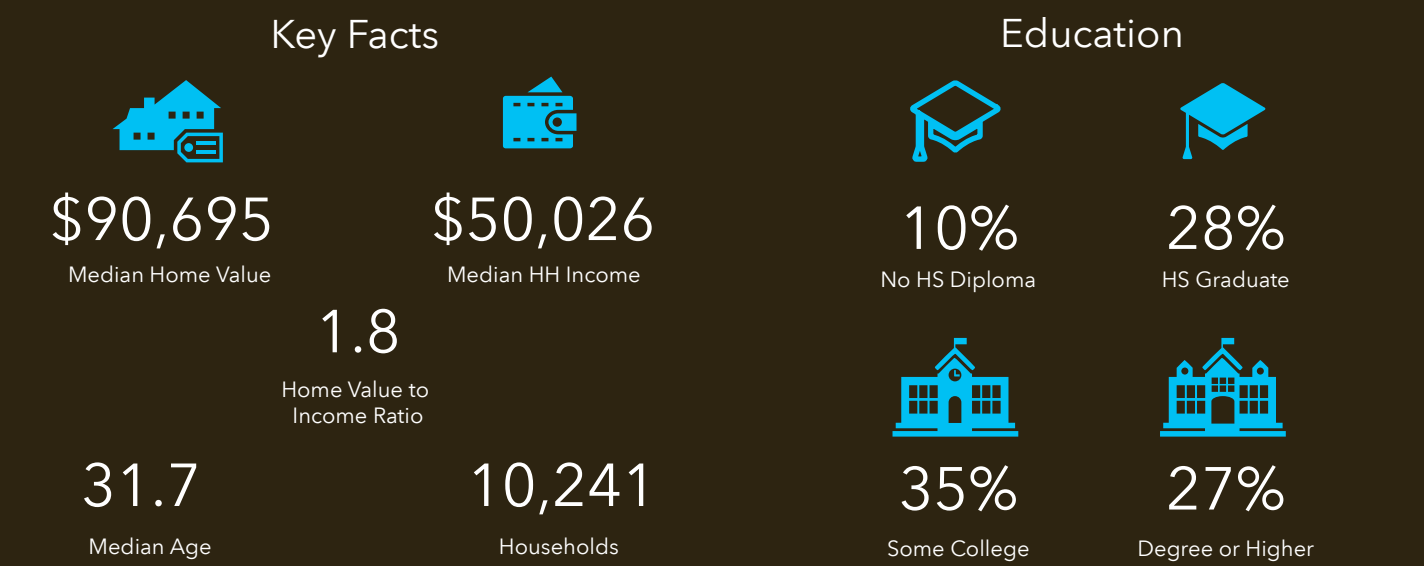 Key Facts
$90,695
Median Home Value
$50,026
Median HH Income
1.8
Home Value to
Income Ratio
31.7
Median Age
10,241
Households
Education
10%
No HS Diploma
28%
HS Graduate
35%
Some College
27%
Degree or Higher